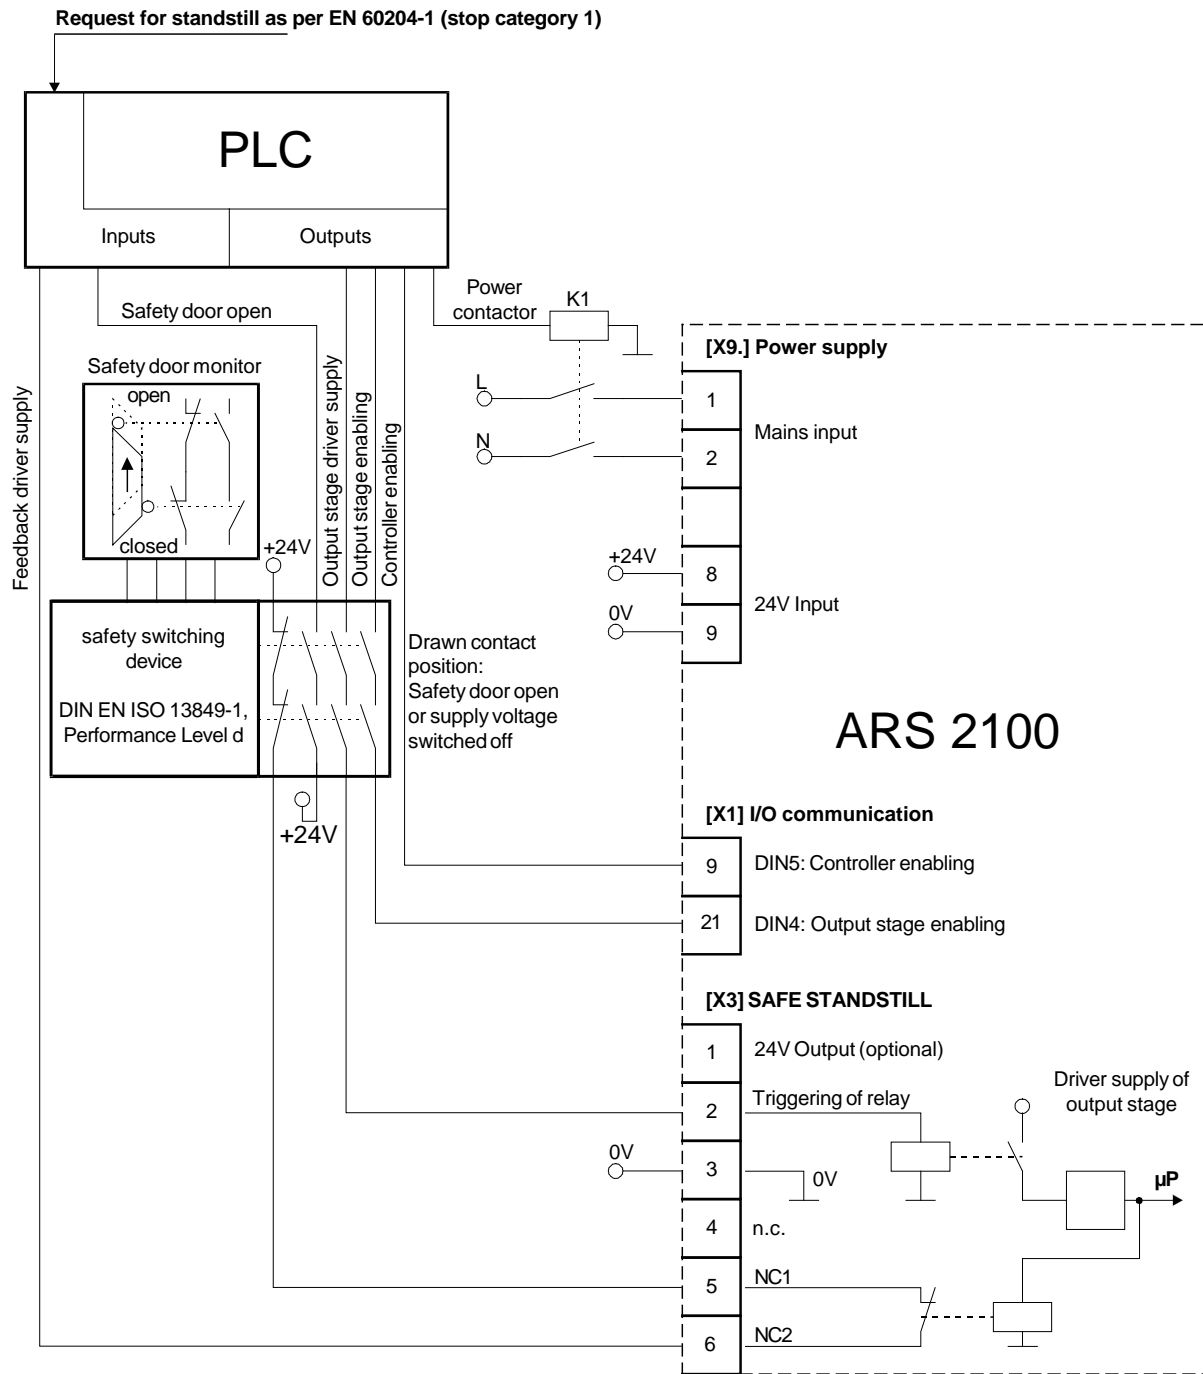 Request for standstill as per EN 60204-1 (stop category 1)
PLC
Inputs
Outputs
Safety door open
Power
contactor
K1
Safety door monitor
open
closed
Feedback driver supply
Output stage driver supply
Output stage enabling
Controller enabling
+24V
safety switching
device
DIN EN ISO 13849-1,
Performance Level d
Drawn contact
position:
Safety door open
or supply voltage
switched off
+24V
L
N
+24V
0V
[X9.] Power supply
1
2
Mains input
8
9
24V Input
ARS 2100
[X1] I/O communication
9
DIN5: Controller enabling
21
DIN4: Output stage enabling
[X3] SAFE STANDSTILL
1
24V Output (optional)
2
Triggering of relay
Driver supply of
output stage
0V
3
0V
µP
4
n.c.
5
NC1
6
NC2